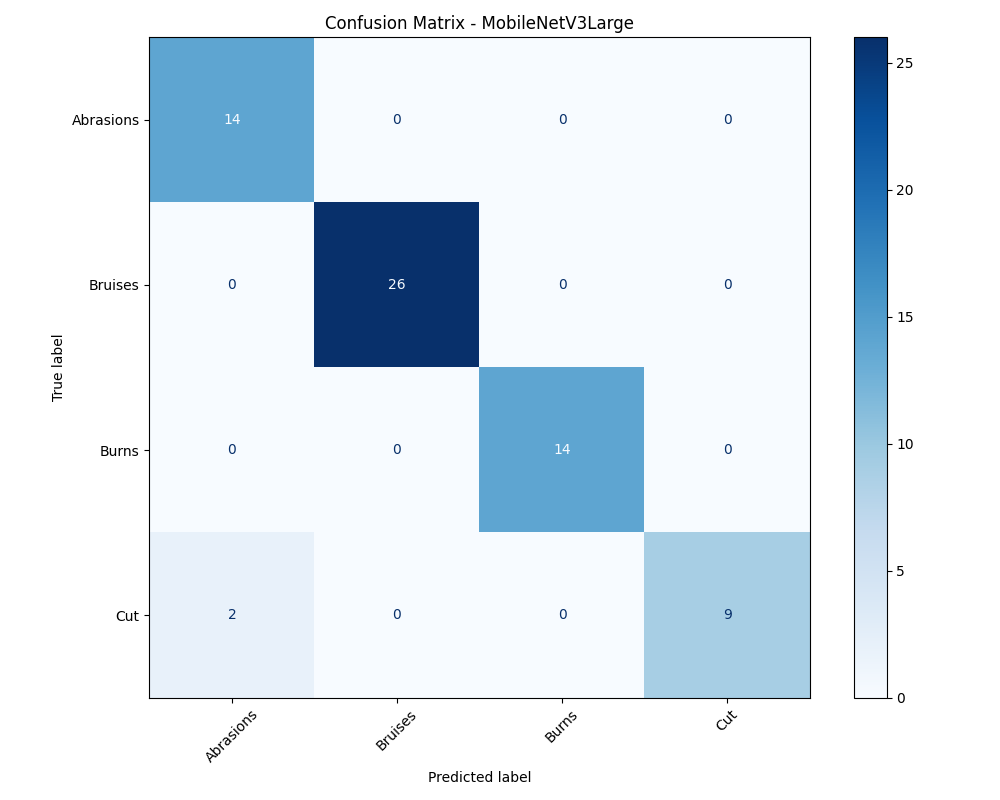 Confusion Matrix - MobileNetV3Large
Abrasions
14 0 0 0
Bruises
0 26 0 0
Burns
0 0 14 0
Cut
2 0 0 9
True label
Abrasions
Bruises
Burns
Cut
Predicted label
25
20
15
10
5
0